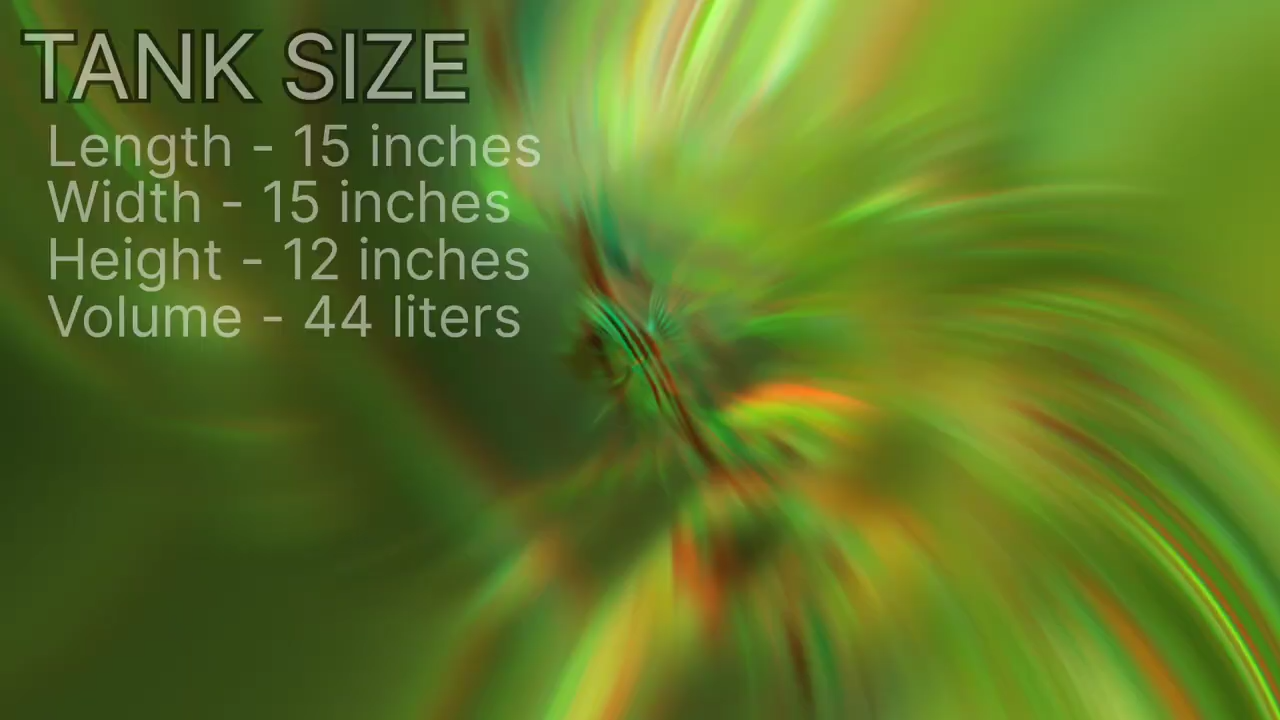 TANK SIZE
Length - 15 inches
Width - 15 inches
Height - 12 inches
Volume - 44 liters